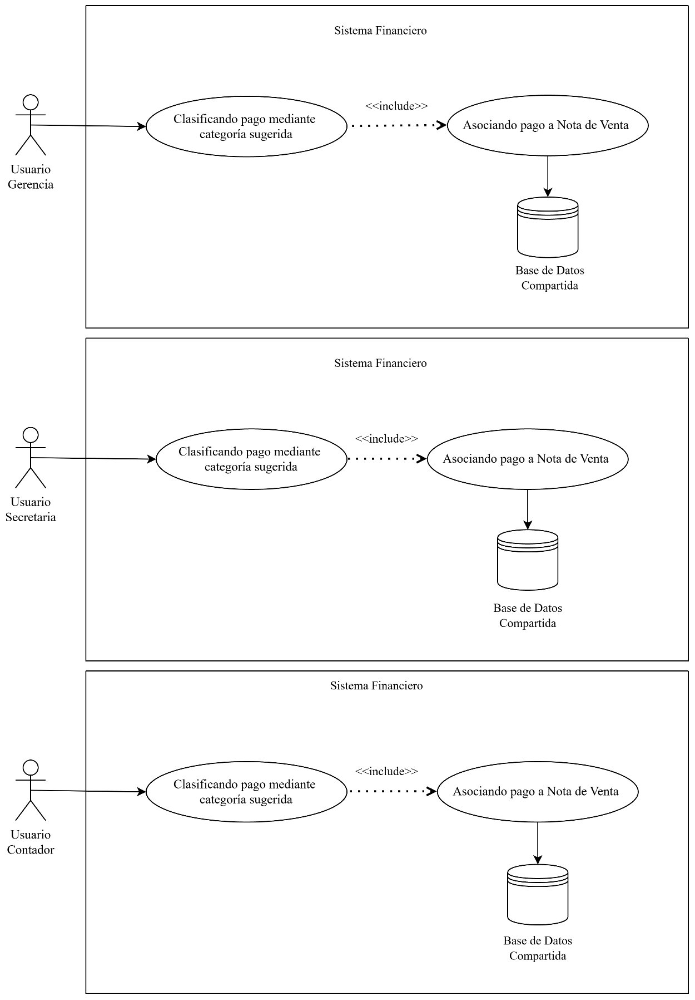 Sistema Financiero
<<include>>
Clasificando pago mediante
categoría sugerida
Asociando pago a Nota de Venta
Usuario
Gerencia
Base de Datos
Compartida
Sistema Financiero
<<include>>
Clasificando pago mediante
categoría sugerida
Asociando pago a Nota de Venta
Usuario
Secretaria
Base de Datos
Compartida
Sistema Financiero
<<include>>
Clasificando pago mediante
categoría sugerida
Asociando pago a Nota de Venta
Usuario
Contador
Base de Datos
Compartida